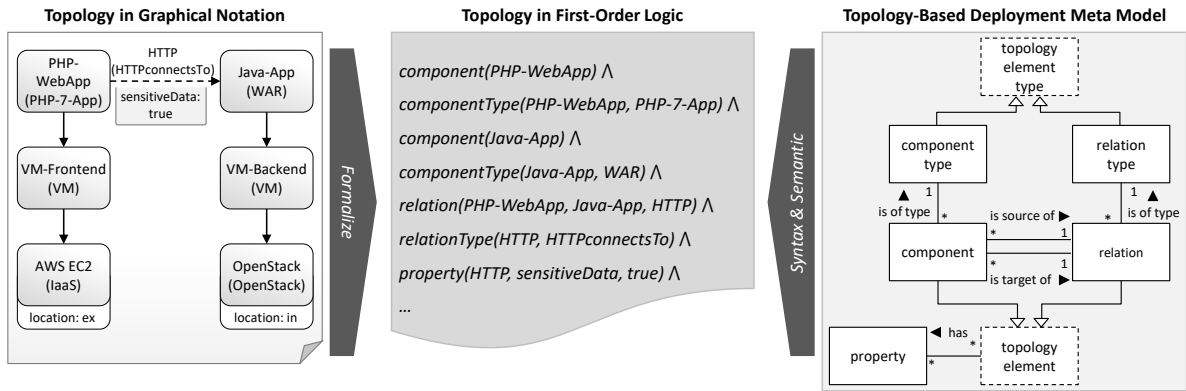 Topology in Graphical Notation
PHP-
WebApp
(PHP-7-App)
HTTP
(HTTPconnectsTo)
sensitiveData:
true
Java-App
(WAR)
VM-Frontend
(VM)
VM-Backend
(VM)
AWS EC2
(IaaS)
location: ex
OpenStack
(OpenStack)
location: in
Formalize
Topology in First-Order Logic
component(PHP-WebApp) ⋀
componentType(PHP-WebApp, PHP-7-App) ⋀
component(Java-App) ⋀
componentType(Java-App, WAR) ⋀
relation(PHP-WebApp, Java-App, HTTP) ⋀
relationType(HTTP, HTTPconnectsTo) ⋀
property(HTTP, sensitiveData, true) ⋀
...
Syntax & Semantic
Topology-Based Deployment Meta Model
topology
element
type
component
type
relation
type
1
1
is of type
is of type
*
*
is source of
*
1
component
relation
*
1
is target of
has
*
*
property
topology
element